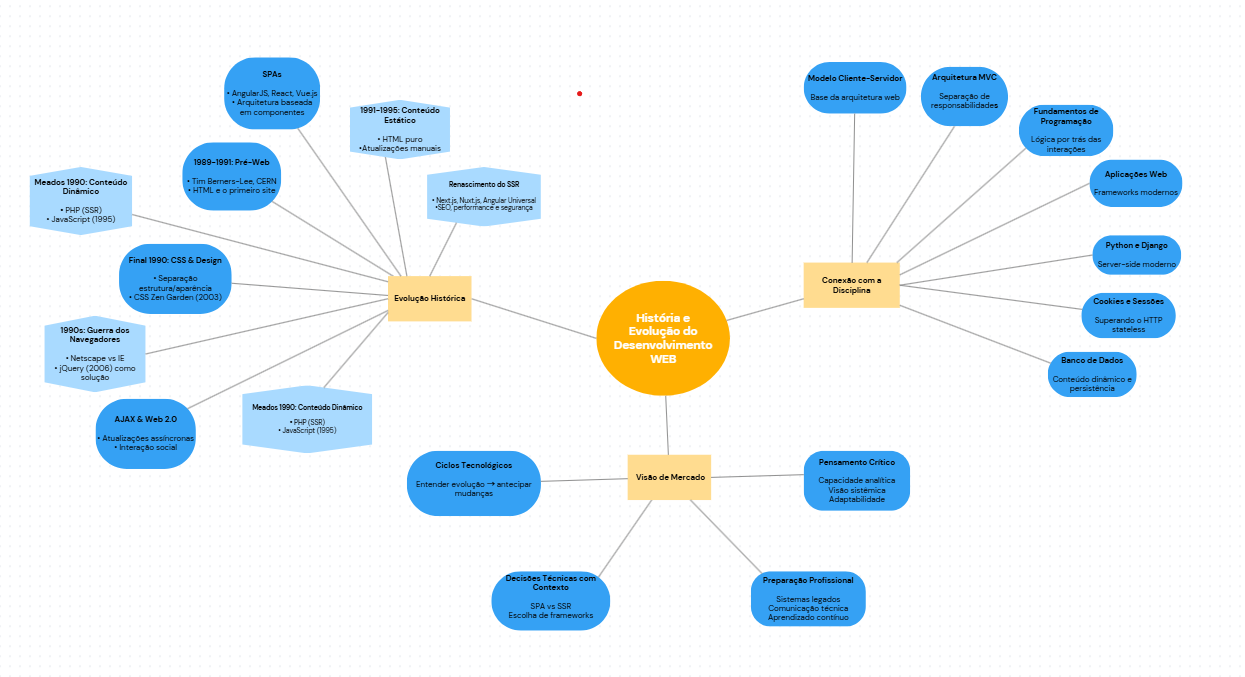 SPAs
• AngularJS, React, Vue.js
• Arquitetura baseada
em componentes
1991-1995: Conteúdo
Estático
• HTML puro
•Atualizações manuais
1989-1991: Pré-Web
• Tim Berners-Lee, CERN
• HTML e o primeiro site
Renascimento do SSR
• Next.js, Nuxt.js, Angular Universal
•SEO, performance e segurança
Meados 1990: Conteúdo
Dinâmico
• PHP (SSR)
• JavaScript (1995)
Final 1990: CSS & Design
• Separação
estrutura/aparência
• CSS Zen Garden (2003)
Evolução Histórica
1990s: Guerra dos
Navegadores
• Netscape vs IE
• jQuery (2006) como
solução
AJAX & Web 2.0
• Atualizações assíncronas
• Interação social
Meados 1990: Conteúdo Dinâmico
• PHP (SSR)
• JavaScript (1995)
História e
Evolução do
Desenvolvimento
WEB
Modelo Cliente-Servidor
Base da arquitetura web
Arquitetura MVC
Separação de
responsabilidades
Fundamentos de
Programação
Lógica por trás das
interações
Aplicações Web
Frameworks modernos
Python e Django
Server-side moderno
Conexão com a
Disciplina
Cookies e Sessões
Superando o HTTP
stateless
Banco de Dados
Conteúdo dinâmico e
persistência
Ciclos Tecnológicos
Entender evolução → antecipar
mudanças
Visão de Mercado
Pensamento Crítico
Capacidade analítica
Visão sistêmica
Adaptabilidade
Decisões Técnicas com
Contexto
SPA vs SSR
Escolha de frameworks
Preparação Profissional
Sistemas legados
Comunicação técnica
Aprendizado contínuo